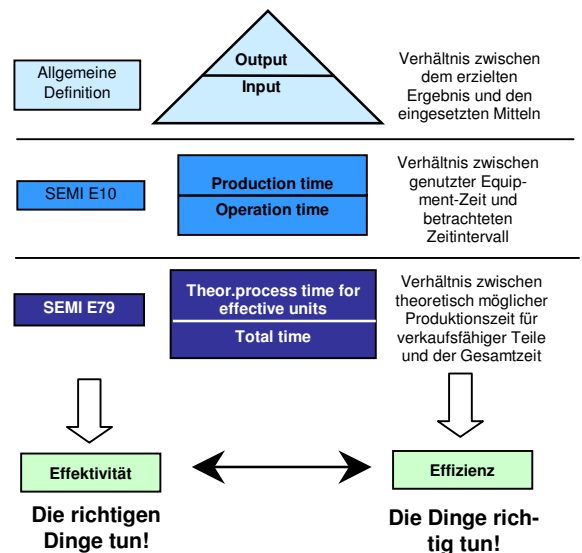 Allgemeine
Definition
Output
Input
Verhältnis zwischen
dem erzielten
Ergebnis und den
eingesetzten Mitteln
SEMI E10
Production time
Operation time
Verhältnis zwischen
genutzter Equip-
ment-Zeit und
betrachteten
Zeitintervall
SEMI E79
Theor.process time for
effective units
Total time
Verhältnis zwischen
theoretisch möglicher
Produktionszeit für
verkaufsfähiger Teile
und der Gesamtzeit
Effektivität
Effizienz
Die richtigen
Dinge tun!
Die Dinge rich-
tig tun!